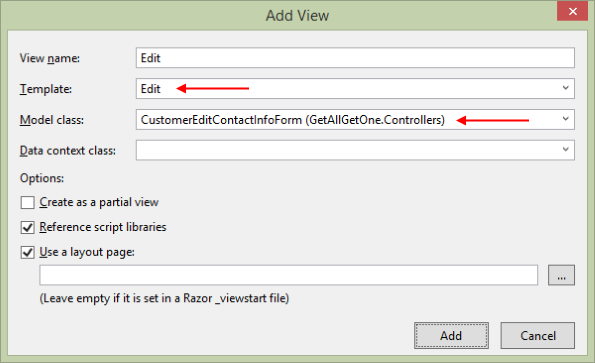 Add View
View name: Edit
Template: Edit
Model class: CustomerEditContactInfoForm (GetAllGetOne.Controllers)
Data context class:
Options:
Create as a partial view
Reference script libraries
Use a layout page:
...
(Leave empty if it is set in a Razor _viewstart file)
Add Cancel